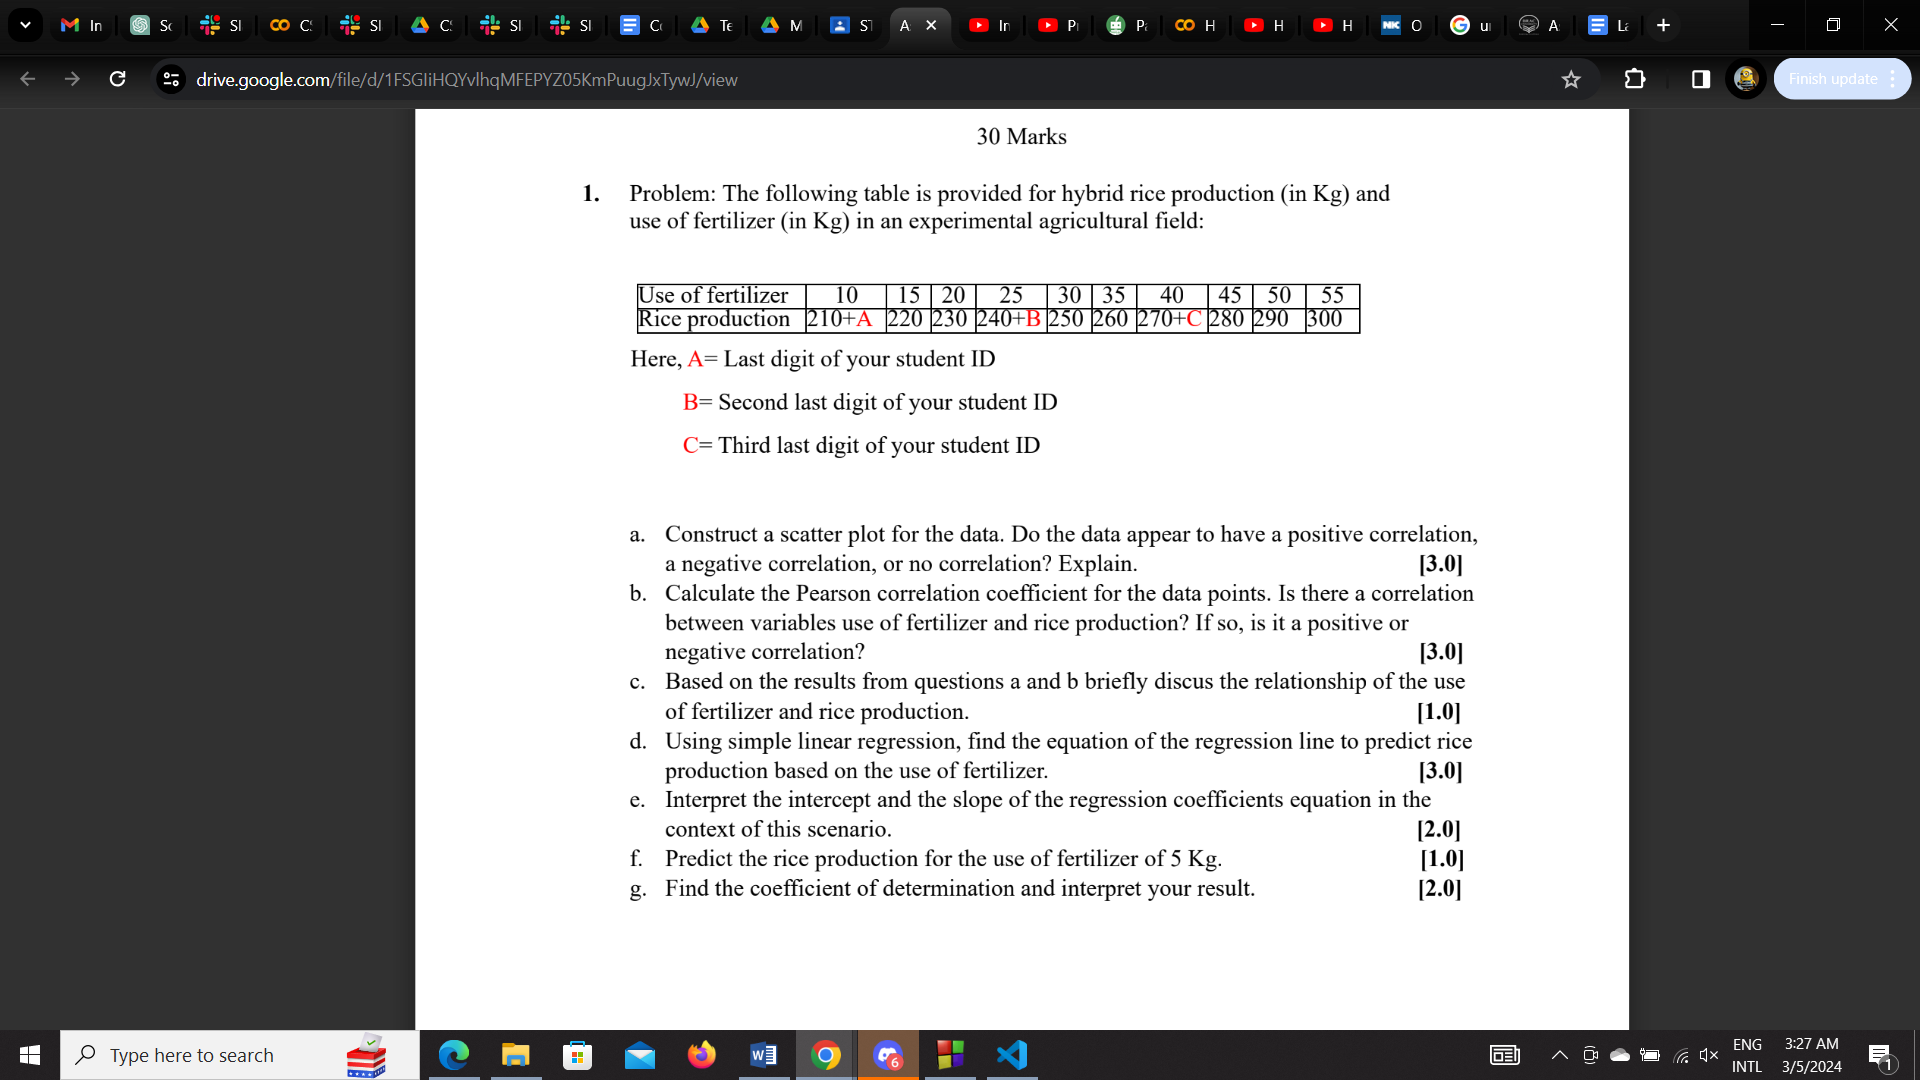 In
Sc
Sl
C:
Sl
C:
Sl
Sl
Co
Te
M
ST
A
In
Pi
Pa
H
H
H
NK
O
ui
A
La
drive.google.com/file/d/1FSGIiHQYvlhqMFEPYZ05KmPuugJxTywJ/view
Finish update
30 Marks
1. Problem: The following table is provided for hybrid rice production (in Kg) and
use of fertilizer (in Kg) in an experimental agricultural field:
Use of fertilizer 10 15 20 25 30 35 40 45 50 55
Rice production 210+A 220 230 240+B 250 260 270+C 280 290 300
Here, A= Last digit of your student ID
B= Second last digit of your student ID
C= Third last digit of your student ID
a. Construct a scatter plot for the data. Do the data appear to have a positive correlation,
a negative correlation, or no correlation? Explain. [3.0]
b. Calculate the Pearson correlation coefficient for the data points. Is there a correlation
between variables use of fertilizer and rice production? If so, is it a positive or
negative correlation? [3.0]
c. Based on the results from questions a and b briefly discus the relationship of the use
of fertilizer and rice production. [1.0]
d. Using simple linear regression, find the equation of the regression line to predict rice
production based on the use of fertilizer. [3.0]
e. Interpret the intercept and the slope of the regression coefficients equation in the
context of this scenario. [2.0]
f. Predict the rice production for the use of fertilizer of 5 Kg. [1.0]
g. Find the coefficient of determination and interpret your result. [2.0]
Type here to search
6
ENG
INTL
3:27 AM
3/5/2024
1